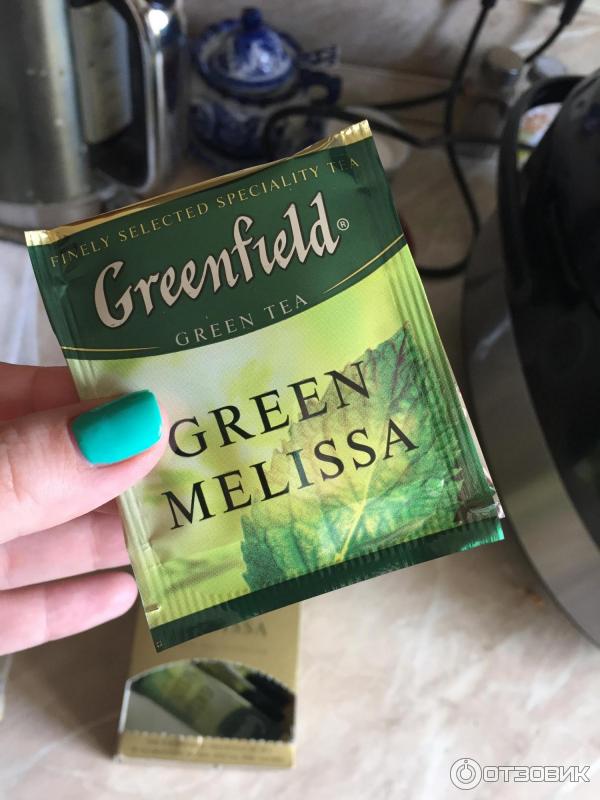 FINELY SELECTED SPECIALITY TEA
Greenfield®
GREEN TEA
GREEN
MELISSA
ОТЗОВИК